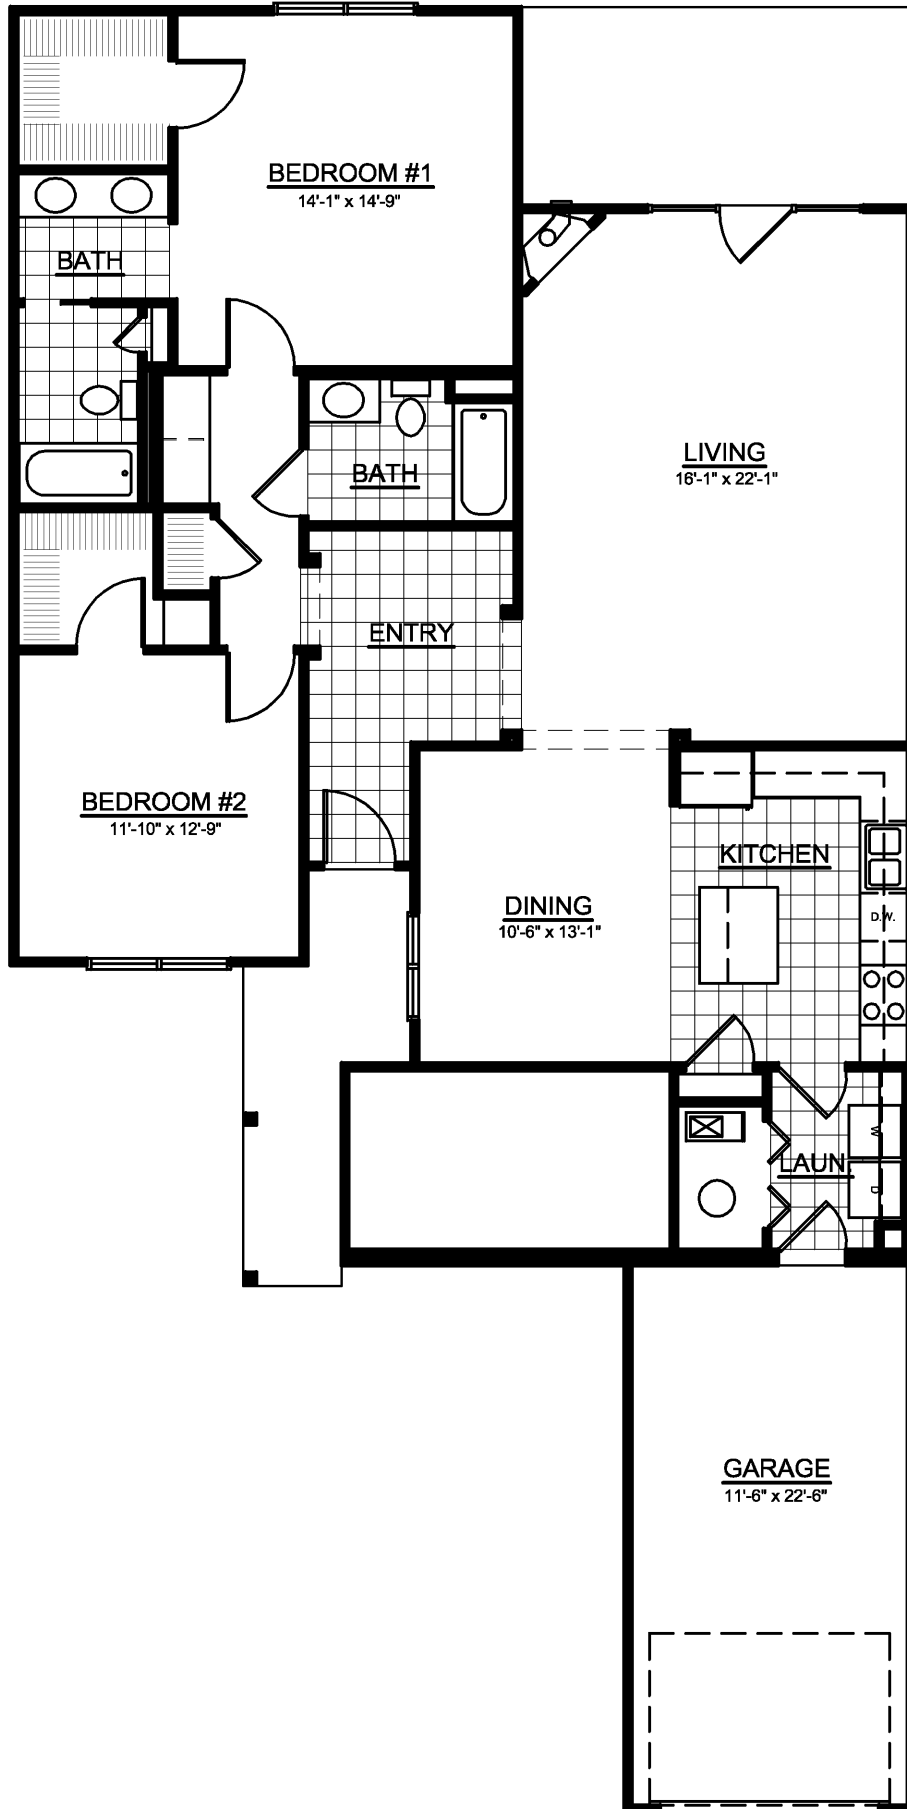 BEDROOM #1
14'-1" x 14'-9"
BATH
LIVING
16'-1" x 22'-1"
BATH
ENTRY
BEDROOM #2
11'-10" x 12'-9"
KITCHEN
DINING
10'-6" x 13'-1"
D.W.
W
LAUN.
D
GARAGE
11'-6" x 22'-6"